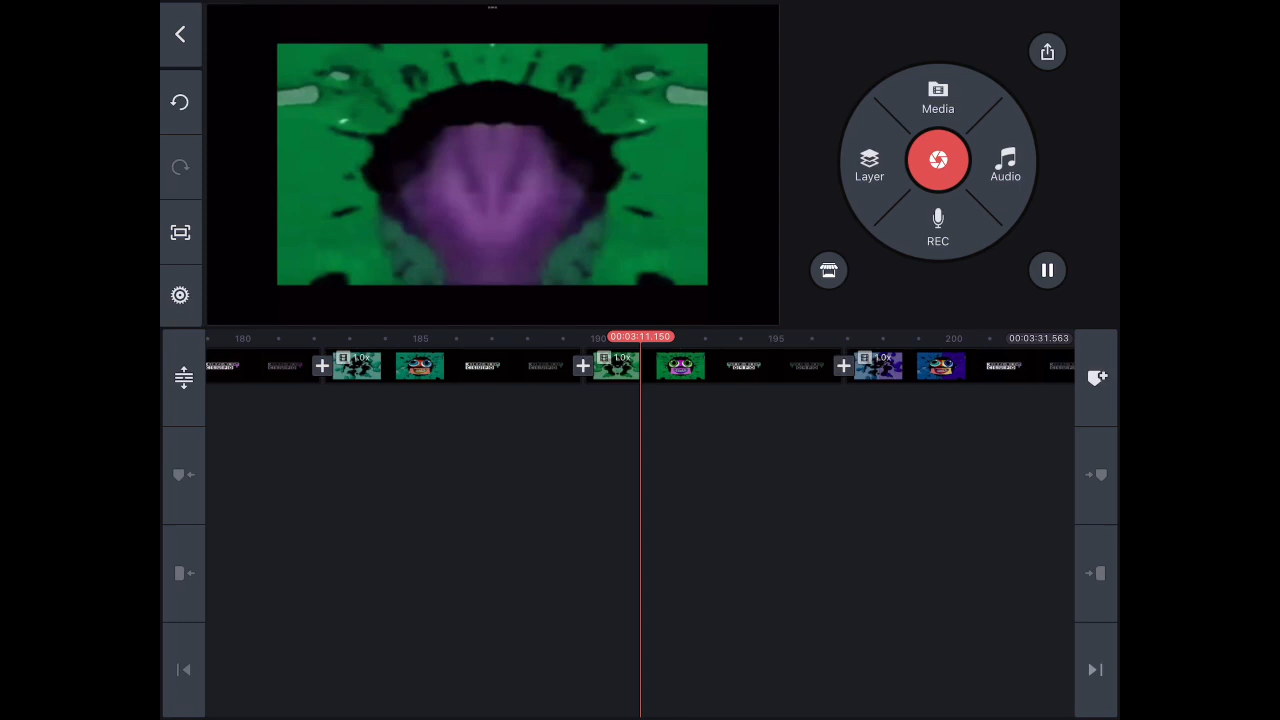 Media
Layer
Audio
REC
180
185
190
00:03:11.150
195
200
00:03:31.563
1.0x
1.0x
1.0x